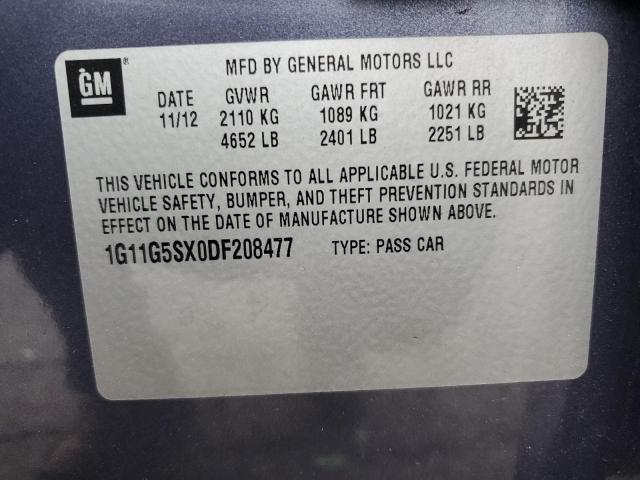 GM ®
MFD BY GENERAL MOTORS LLC
DATE GVWR GAWR FRT GAWR RR
11/12 2110 KG 1089 KG 1021 KG
4652 LB 2401 LB 2251 LB
THIS VEHICLE CONFORMS TO ALL APPLICABLE U.S. FEDERAL MOTOR
VEHICLE SAFETY, BUMPER, AND THEFT PREVENTION STANDARDS IN
EFFECT ON THE DATE OF MANUFACTURE SHOWN ABOVE.
1G11G5SX0DF208477 TYPE: PASS CAR